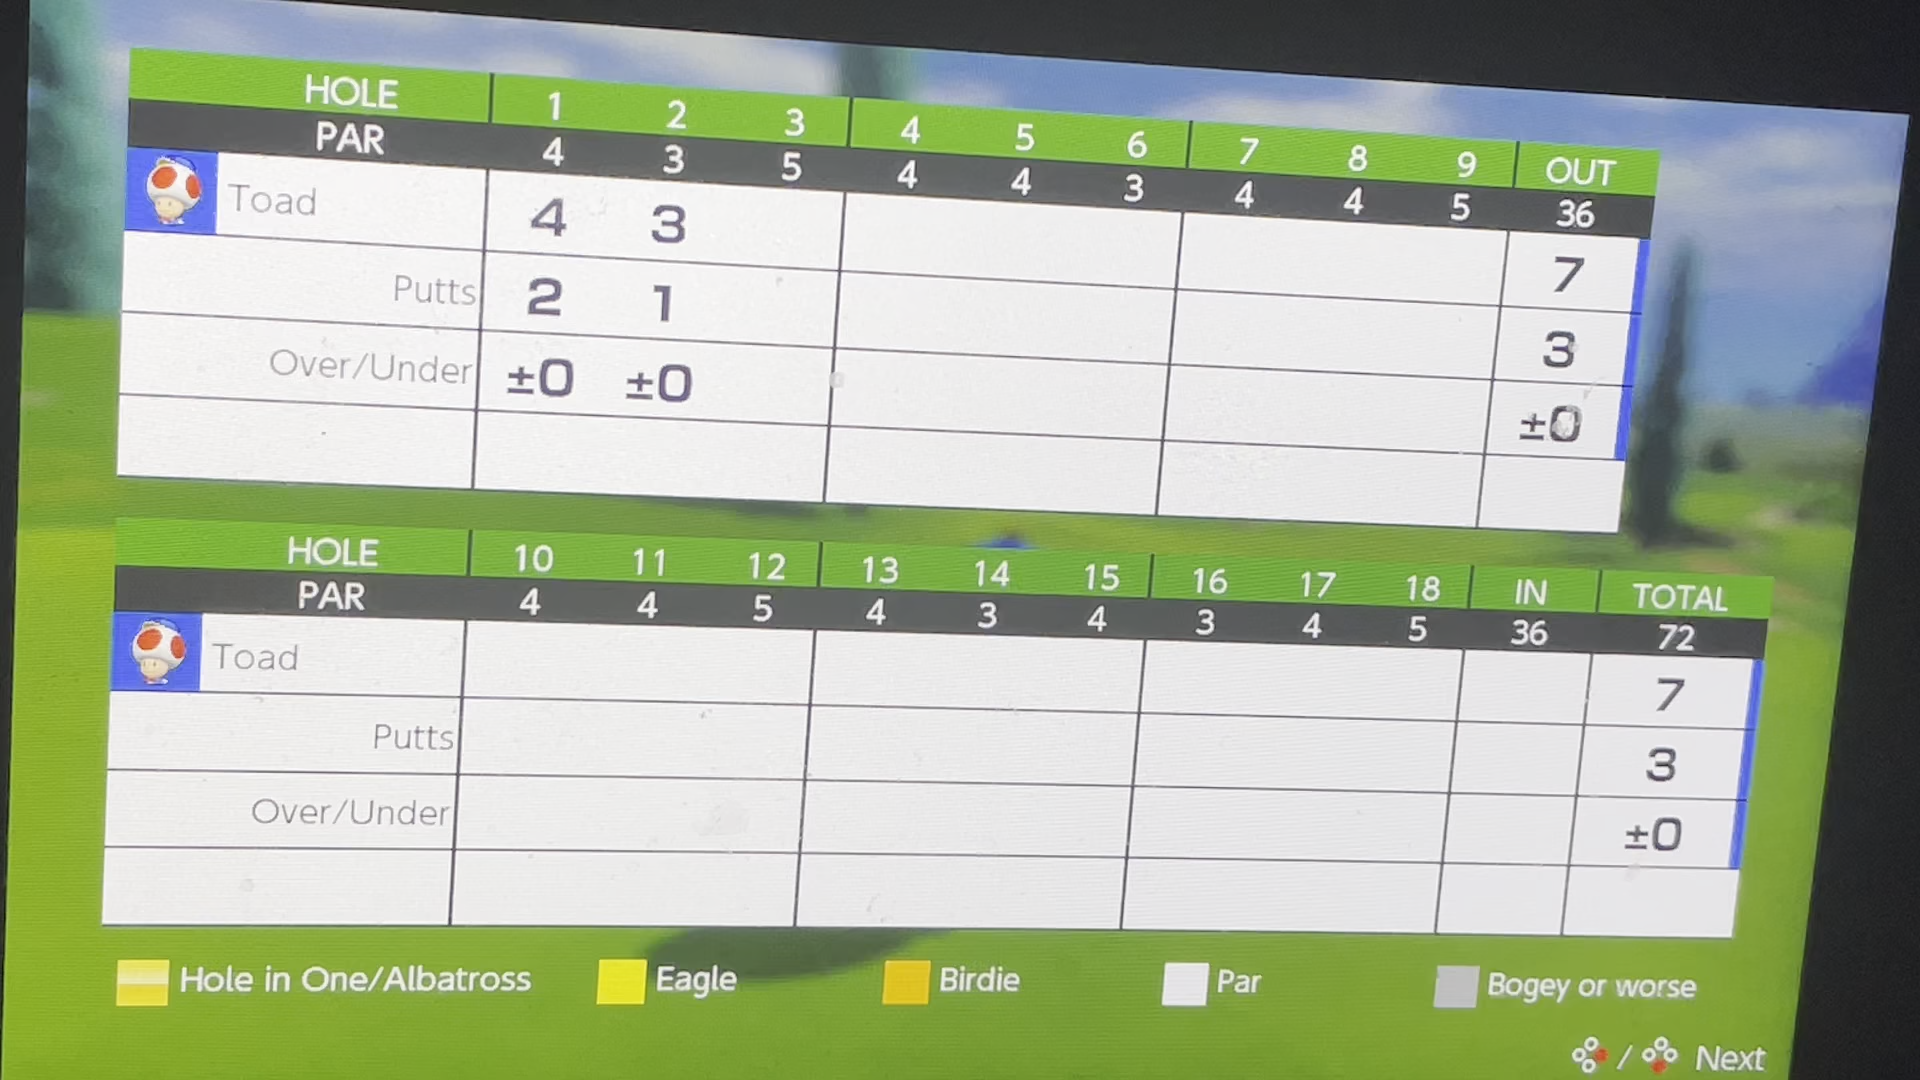 HOLE 1 2 3 4 5 6 7 8 9 OUT
PAR 4 3 5 4 4 3 4 4 5 36
Toad 4 3 7
Putts 2 1 3
Over/Under ±0 ±0 ±0
HOLE 10 11 12 13 14 15 16 17 18 IN TOTAL
PAR 4 4 5 4 3 4 3 4 5 36 72
Toad 7
Putts 3
Over/Under ±0
Hole in One/Albatross Eagle Birdie Par Bogey or worse
/ Next